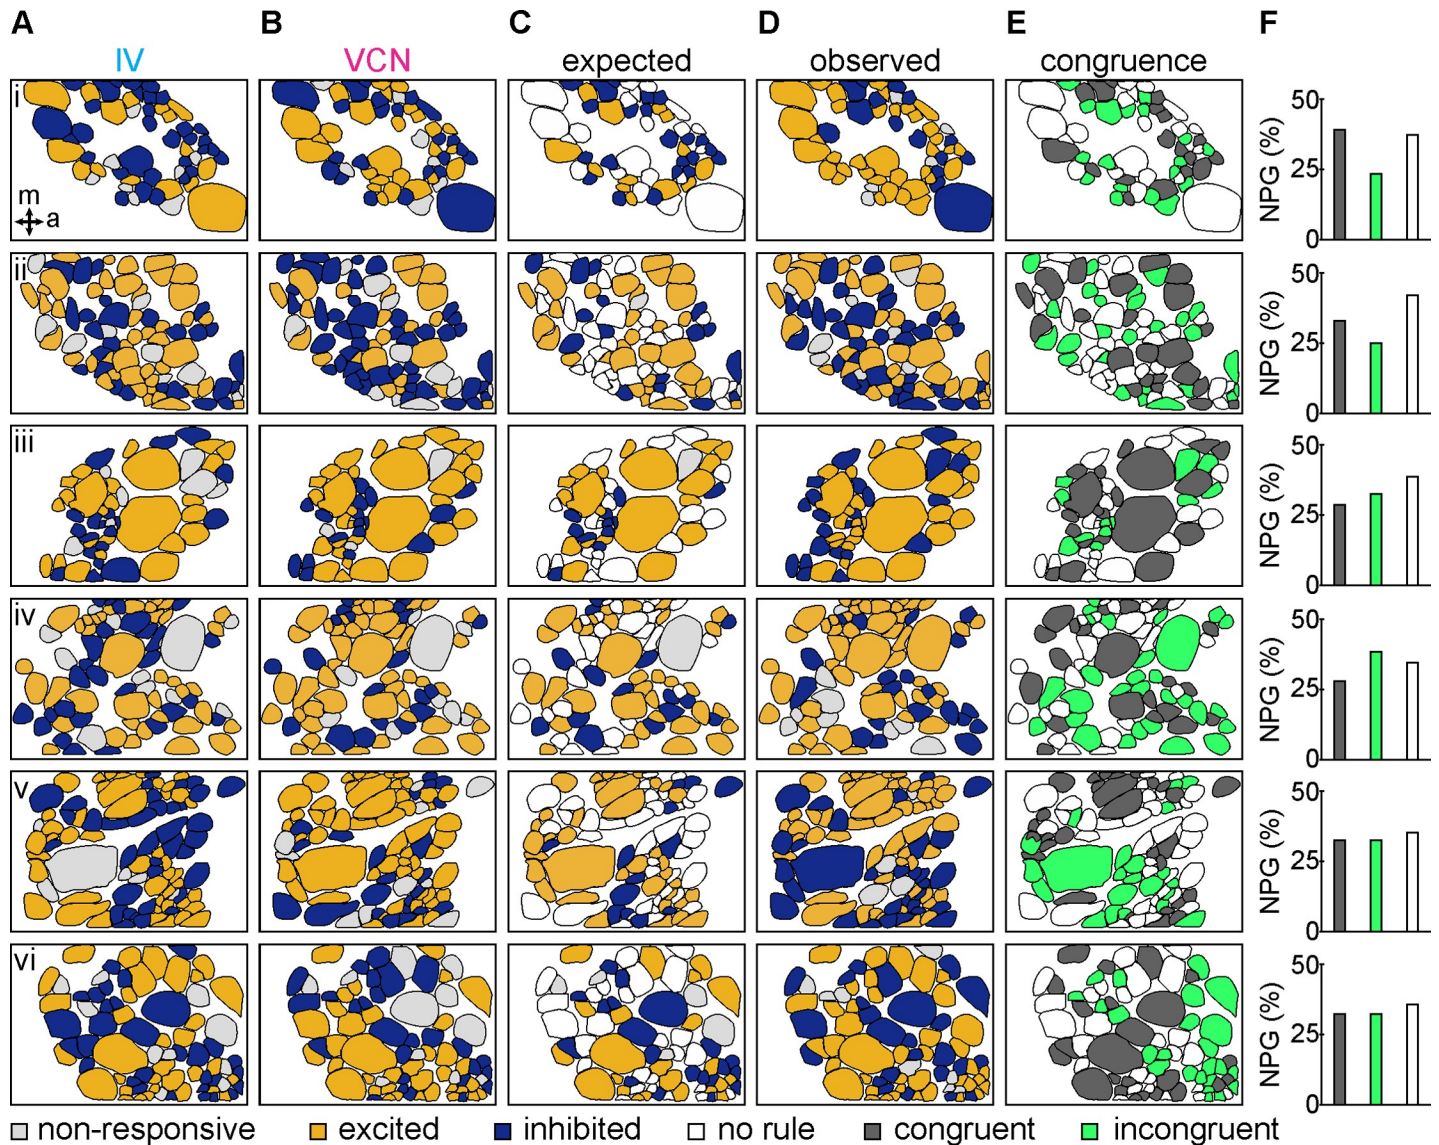 A B C D E F
IV VCN expected observed congruence
i
m
a
50
25
0
NPG (%)
ii
50
25
0
NPG (%)
iii
50
25
0
NPG (%)
iv
50
25
0
NPG (%)
v
50
25
0
NPG (%)
vi
50
25
0
NPG (%)
non-responsive excited inhibited no rule congruent incongruent